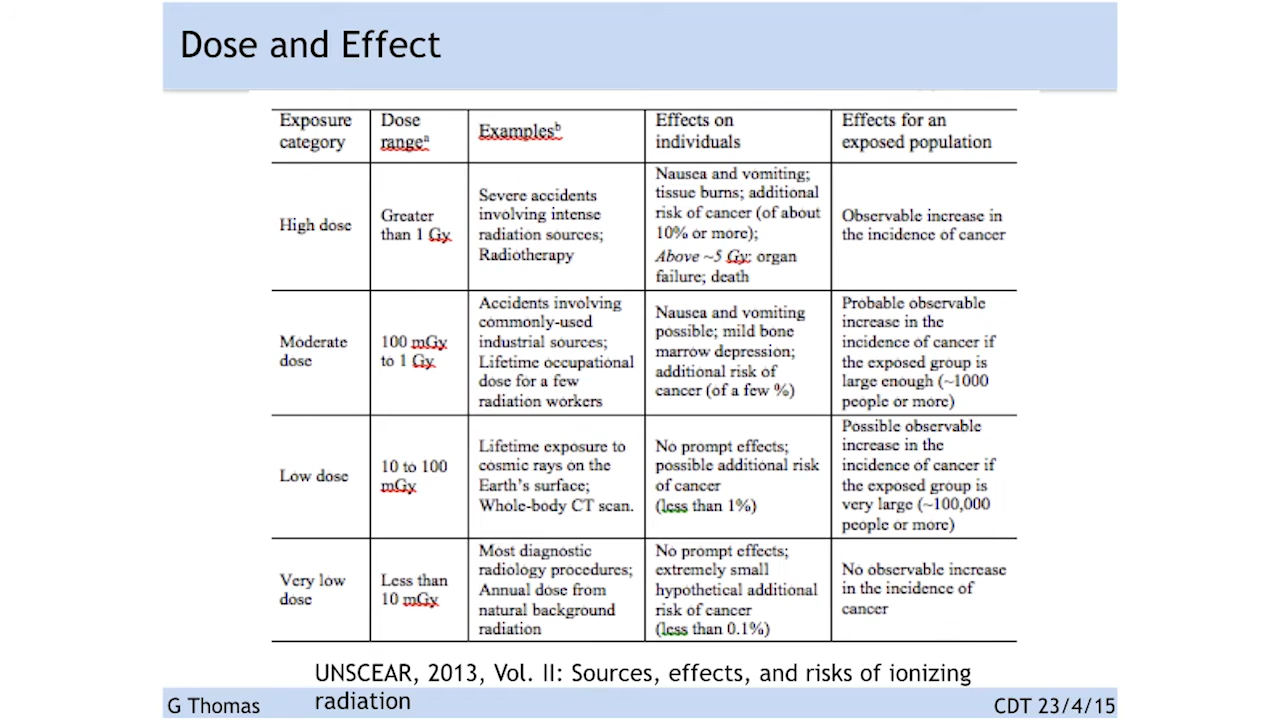 Dose and Effect
Exposure
category
Dose
rangeᵃ
Examplesᵇ
Effects on
individuals
Effects for an
exposed population
High dose
Greater
than 1 Gy
Severe accidents
involving intense
radiation sources;
Radiotherapy
Nausea and vomiting;
tissue burns; additional
risk of cancer (of about
10% or more);
Above ~5 Gy: organ
failure; death
Observable increase in
the incidence of cancer
Moderate
dose
100 mGy
to 1 Gy
Accidents involving
commonly-used
industrial sources;
Lifetime occupational
dose for a few
radiation workers
Nausea and vomiting
possible; mild bone
marrow depression;
additional risk of
cancer (of a few %)
Probable observable
increase in the
incidence of cancer if
the exposed group is
large enough (~1000
people or more)
Low dose
10 to 100
mGy
Lifetime exposure to
cosmic rays on the
Earth's surface;
Whole-body CT scan.
No prompt effects;
possible additional risk
of cancer
(less than 1%)
Possible observable
increase in the
incidence of cancer if
the exposed group is
very large (~100,000
people or more)
Very low
dose
Less than
10 mGy
Most diagnostic
radiology procedures;
Annual dose from
natural background
radiation
No prompt effects;
extremely small
hypothetical additional
risk of cancer
(less than 0.1%)
No observable increase
in the incidence of
cancer
UNSCEAR, 2013, Vol. II: Sources, effects, and risks of ionizing
radiation
G Thomas
CDT 23/4/15